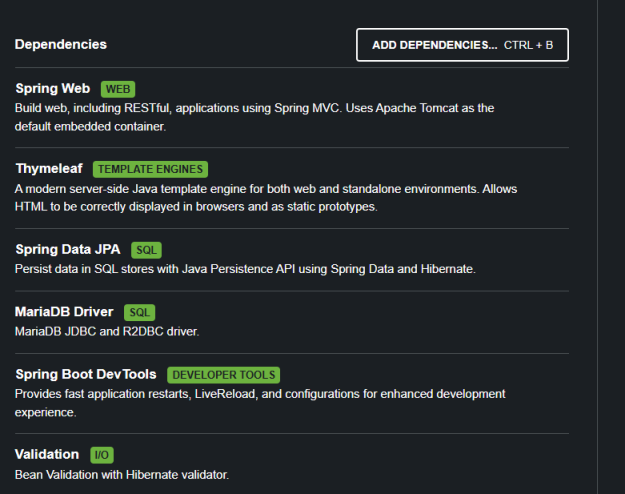 Dependencies
ADD DEPENDENCIES... CTRL + B
Spring Web WEB
Build web, including RESTful, applications using Spring MVC. Uses Apache Tomcat as the
default embedded container.
Thymeleaf TEMPLATE ENGINES
A modern server-side Java template engine for both web and standalone environments. Allows
HTML to be correctly displayed in browsers and as static prototypes.
Spring Data JPA SQL
Persist data in SQL stores with Java Persistence API using Spring Data and Hibernate.
MariaDB Driver SQL
MariaDB JDBC and R2DBC driver.
Spring Boot DevTools DEVELOPER TOOLS
Provides fast application restarts, LiveReload, and configurations for enhanced development
experience.
Validation I/O
Bean Validation with Hibernate validator.